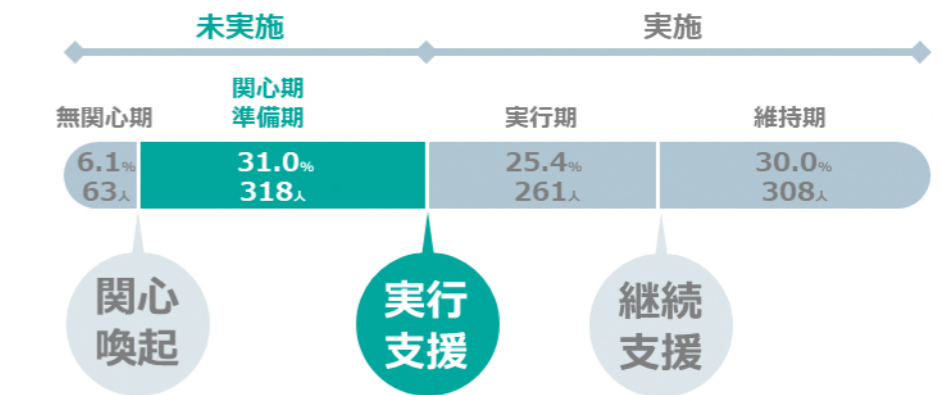 未実施
実施
無関心期
関心期
準備期
実行期
維持期
6.1%
63人
31.0%
318人
25.4%
261人
30.0%
308人
関心
喚起
実行
支援
継続
支援